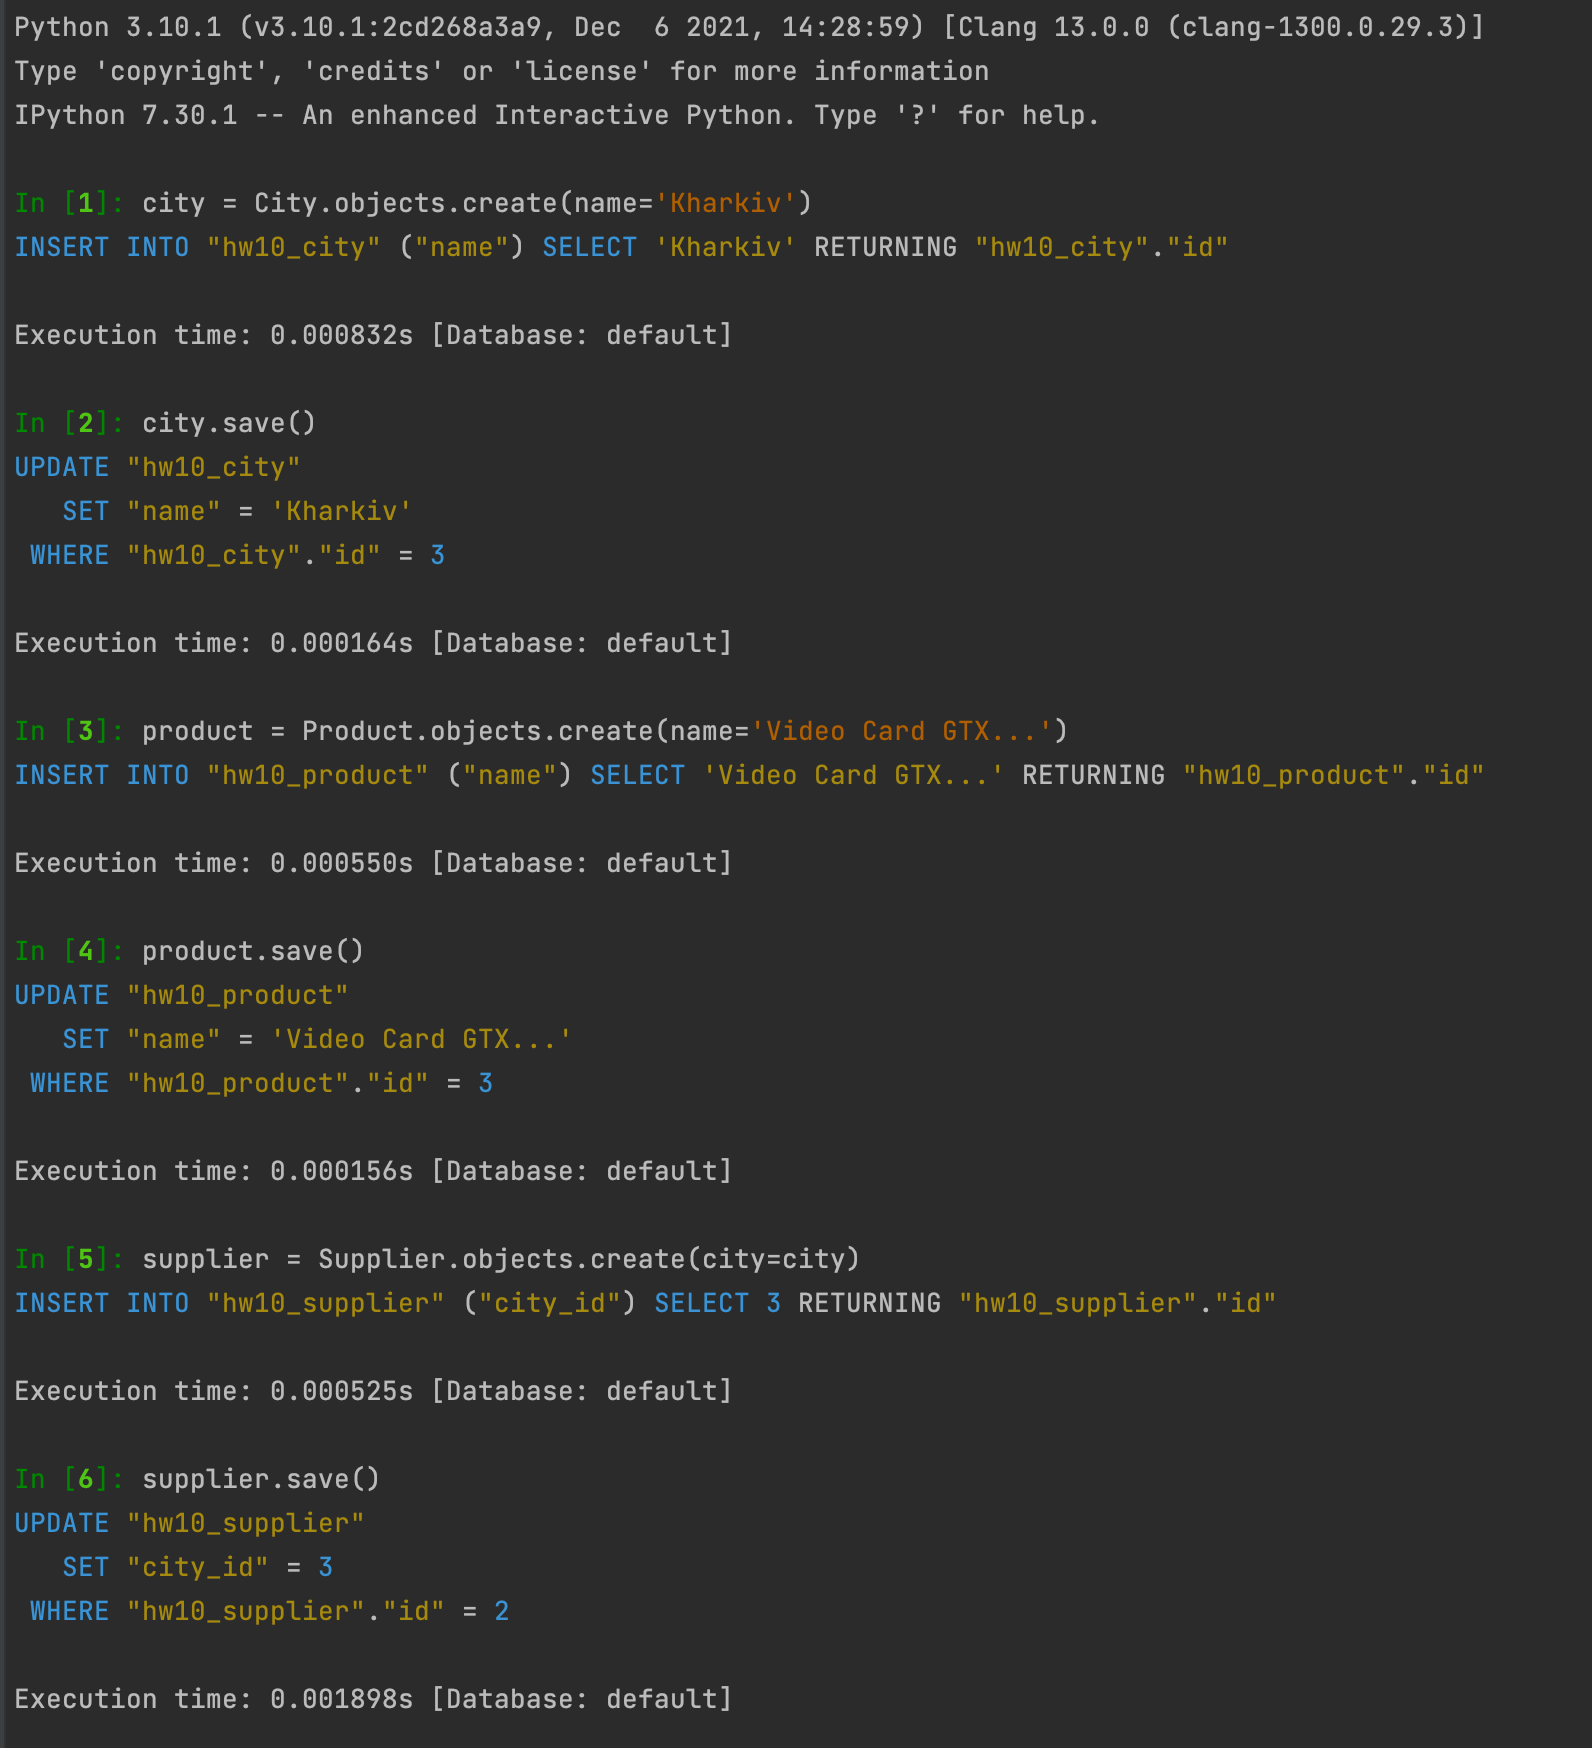 Python 3.10.1 (v3.10.1:2cd268a3a9, Dec  6 2021, 14:28:59) [Clang 13.0.0 (clang-1300.0.29.3)]
Type 'copyright', 'credits' or 'license' for more information
IPython 7.30.1 -- An enhanced Interactive Python. Type '?' for help.

In [1]: city = City.objects.create(name='Kharkiv')
INSERT INTO "hw10_city" ("name") SELECT 'Kharkiv' RETURNING "hw10_city"."id"

Execution time: 0.000832s [Database: default]

In [2]: city.save()
UPDATE "hw10_city"
   SET "name" = 'Kharkiv'
 WHERE "hw10_city"."id" = 3

Execution time: 0.000164s [Database: default]

In [3]: product = Product.objects.create(name='Video Card GTX...')
INSERT INTO "hw10_product" ("name") SELECT 'Video Card GTX...' RETURNING "hw10_product"."id"

Execution time: 0.000550s [Database: default]

In [4]: product.save()
UPDATE "hw10_product"
   SET "name" = 'Video Card GTX...'
 WHERE "hw10_product"."id" = 3

Execution time: 0.000156s [Database: default]

In [5]: supplier = Supplier.objects.create(city=city)
INSERT INTO "hw10_supplier" ("city_id") SELECT 3 RETURNING "hw10_supplier"."id"

Execution time: 0.000525s [Database: default]

In [6]: supplier.save()
UPDATE "hw10_supplier"
   SET "city_id" = 3
 WHERE "hw10_supplier"."id" = 2

Execution time: 0.001898s [Database: default]